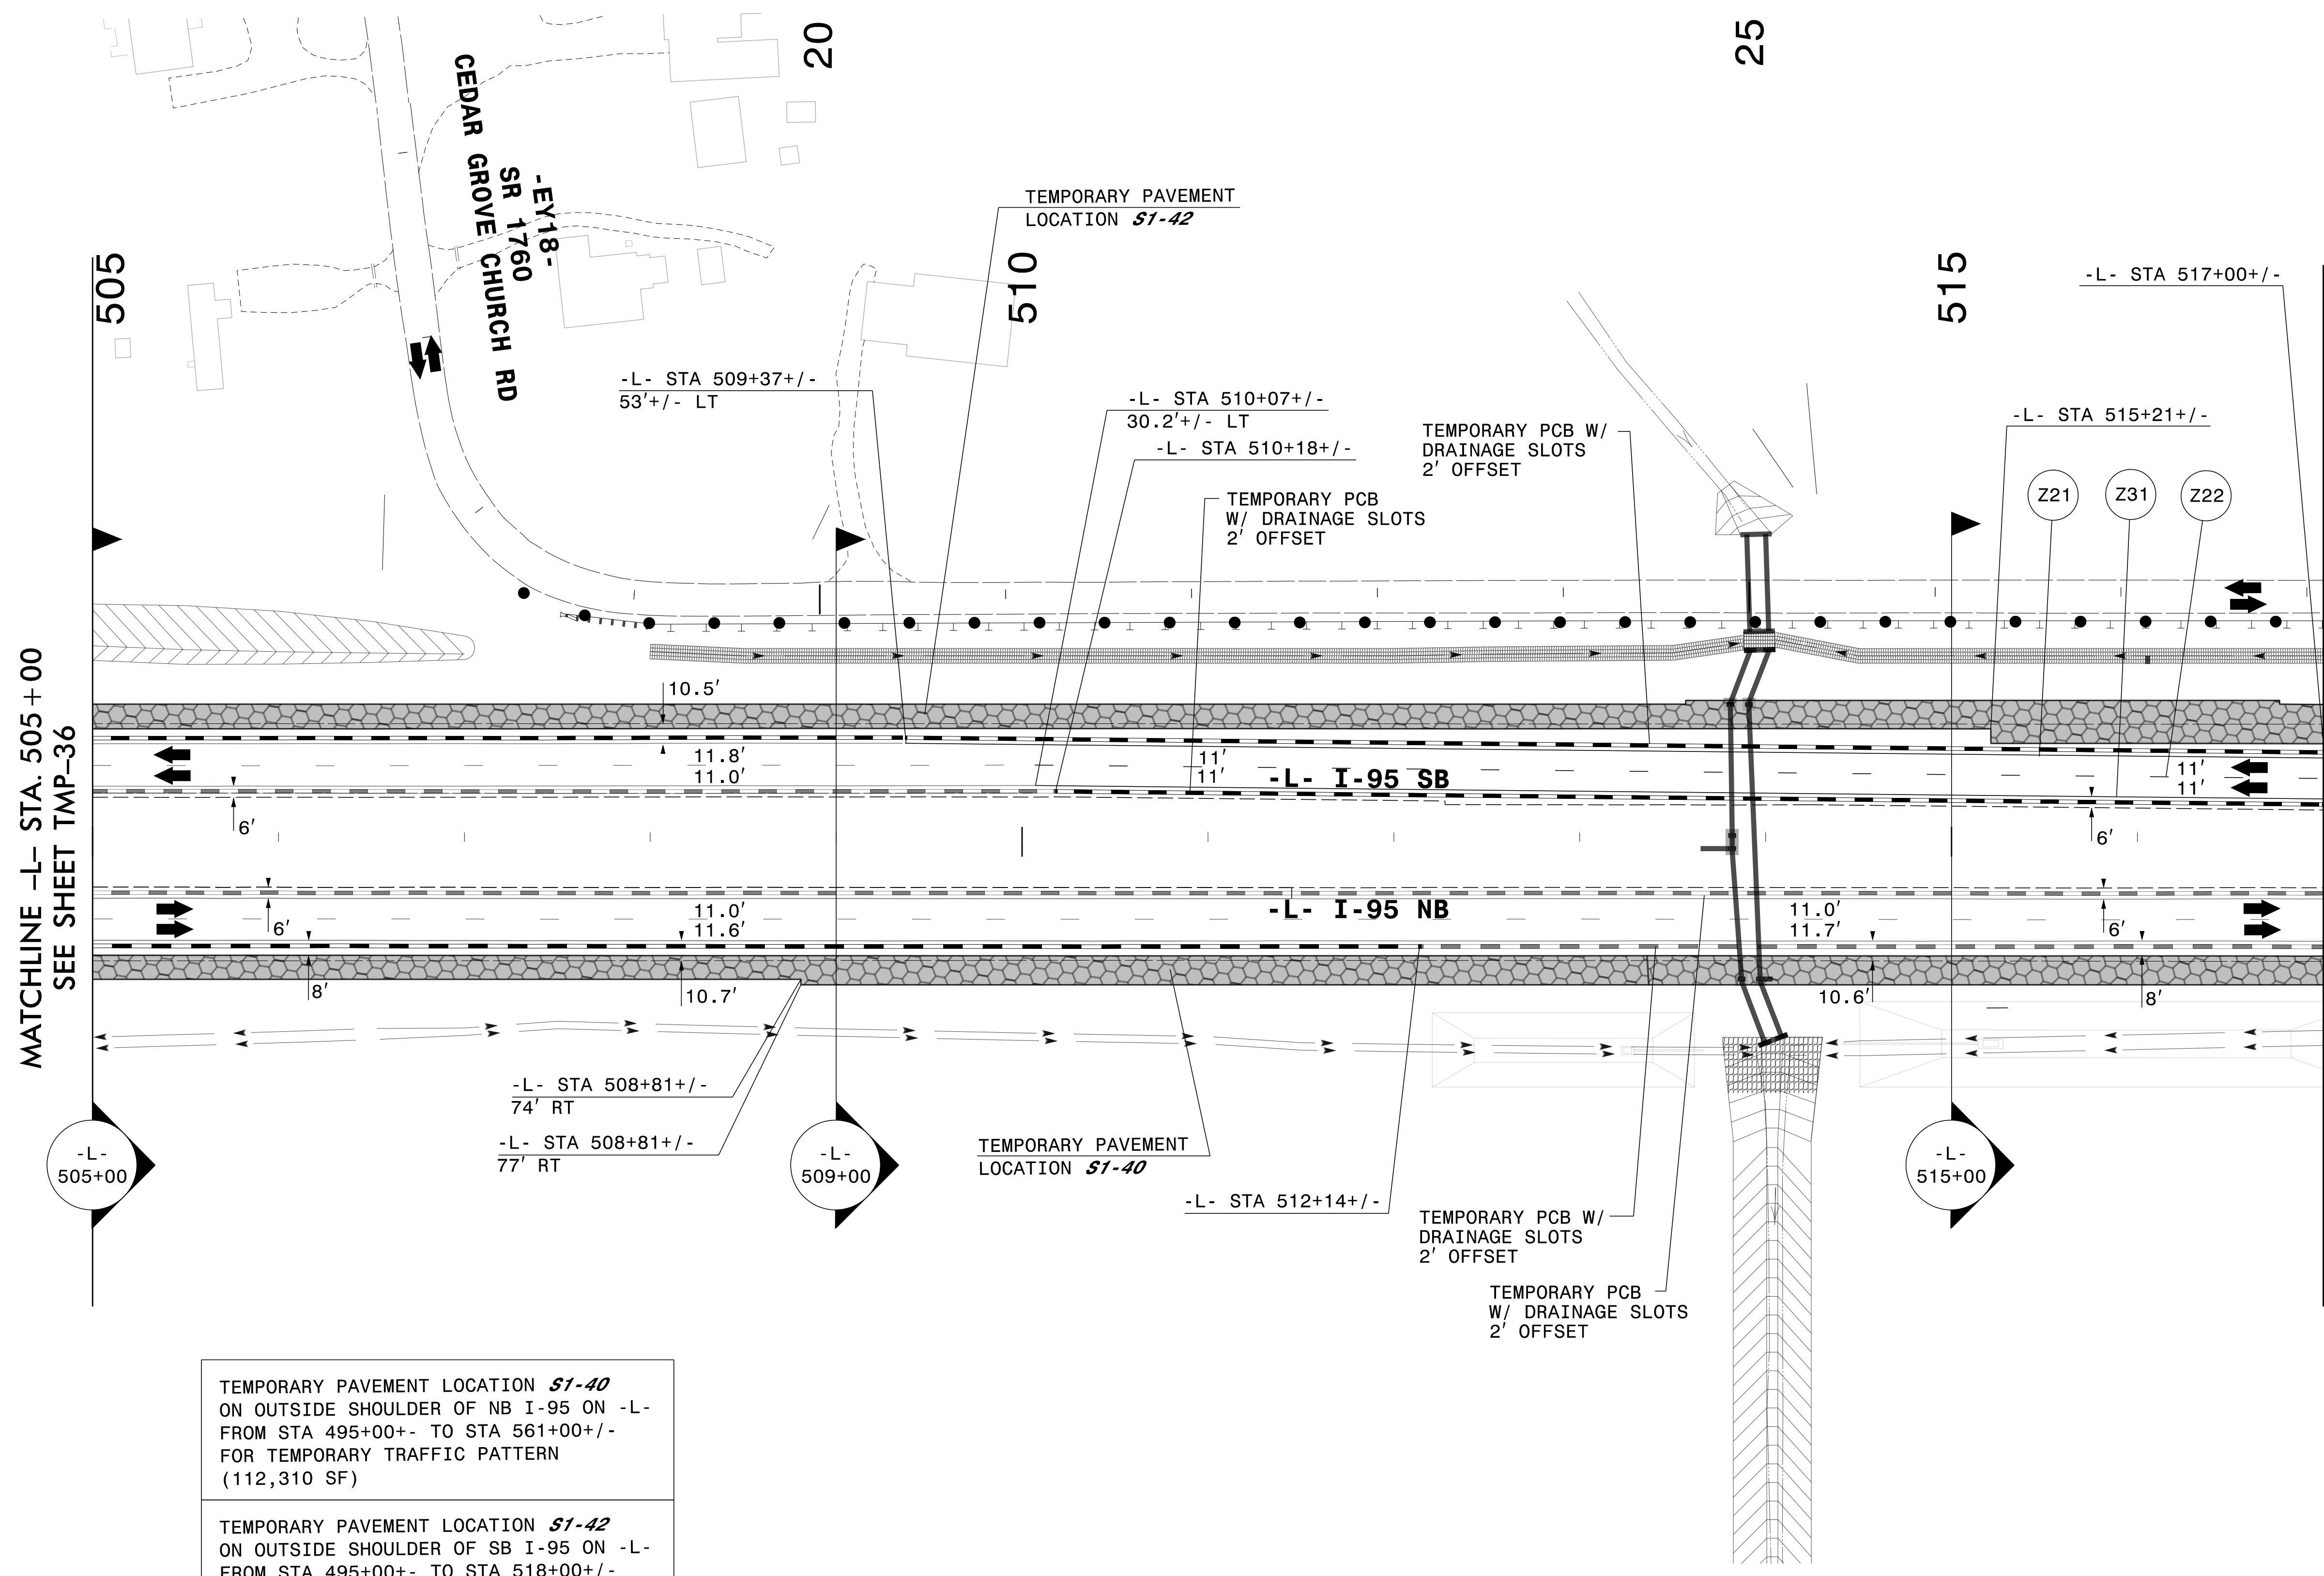 20
25
CEDAR GROVE CHURCH RD
SR 1760
-EY18-
TEMPORARY PAVEMENT
LOCATION S1-42
505
510
515
-L- STA 517+00+/-
-L- STA 509+37+/-
53'+/- LT
-L- STA 510+07+/-
30.2'+/- LT
-L- STA 510+18+/-
TEMPORARY PCB W/
DRAINAGE SLOTS
2' OFFSET
-L- STA 515+21+/-
TEMPORARY PCB
W/ DRAINAGE SLOTS
2' OFFSET
Z21
Z31
Z22
MATCHLINE -L- STA. 505+00
SEE SHEET TMP-36
10.5'
11.8'
11.0'
11'
11'
-L- I-95 SB
11'
11'
6'
6'
11.0'
11.6'
-L- I-95 NB
11.0'
11.7'
6'
6'
8'
10.7'
10.6'
8'
-L- STA 508+81+/-
74' RT
-L- STA 508+81+/-
77' RT
TEMPORARY PAVEMENT
LOCATION S1-40
-L- STA 512+14+/-
-L-
505+00
-L-
509+00
-L-
515+00
TEMPORARY PCB W/
DRAINAGE SLOTS
2' OFFSET
TEMPORARY PCB
W/ DRAINAGE SLOTS
2' OFFSET
TEMPORARY PAVEMENT LOCATION S1-40
ON OUTSIDE SHOULDER OF NB I-95 ON -L-
FROM STA 495+00+- TO STA 561+00+/-
FOR TEMPORARY TRAFFIC PATTERN
(112,310 SF)
TEMPORARY PAVEMENT LOCATION S1-42
ON OUTSIDE SHOULDER OF SB I-95 ON -L-
FROM STA 495+00+- TO STA 518+00+/-